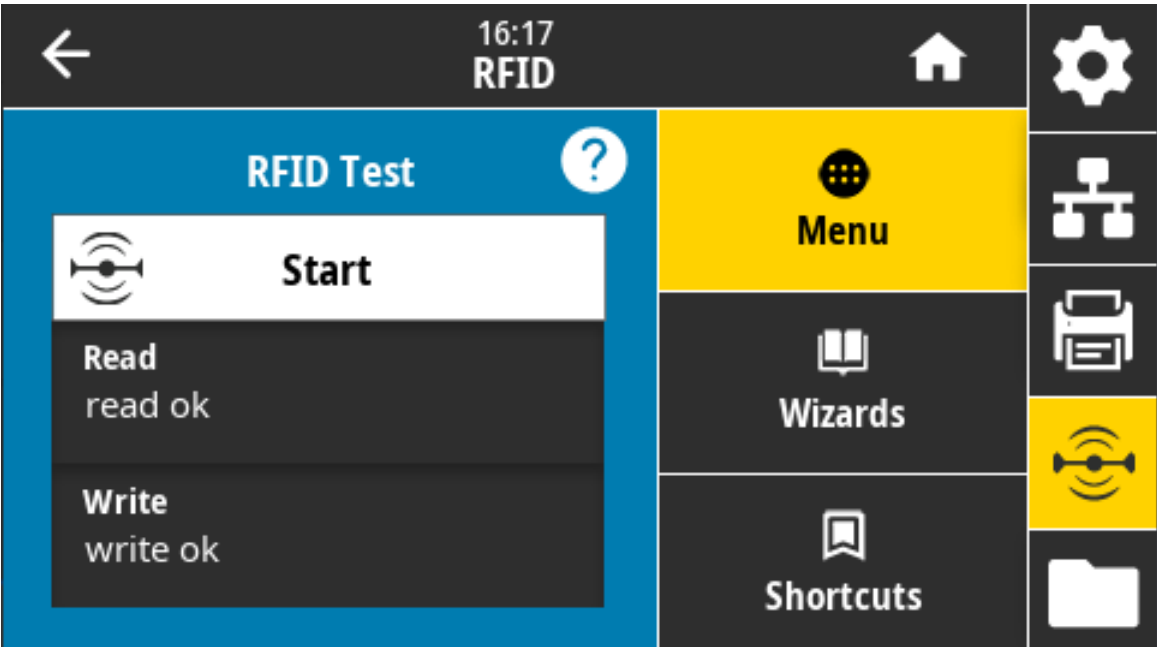 16:17
RFID
RFID Test
?
Start
Read
read ok
Write
write ok
Menu
Wizards
Shortcuts